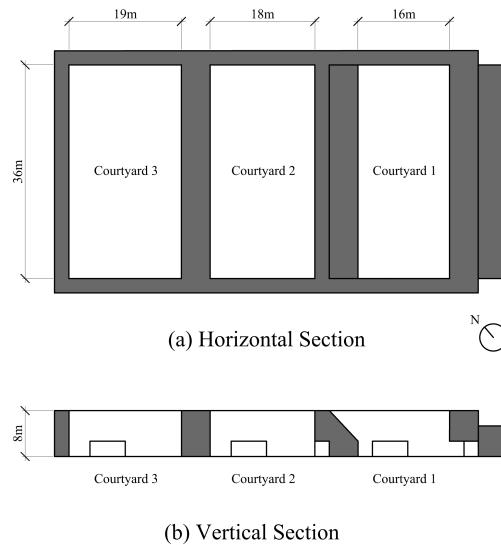 19m
18m
16m
36m
Courtyard 3
Courtyard 2
Courtyard 1
(a) Horizontal Section
N
8m
Courtyard 3
Courtyard 2
Courtyard 1
(b) Vertical Section